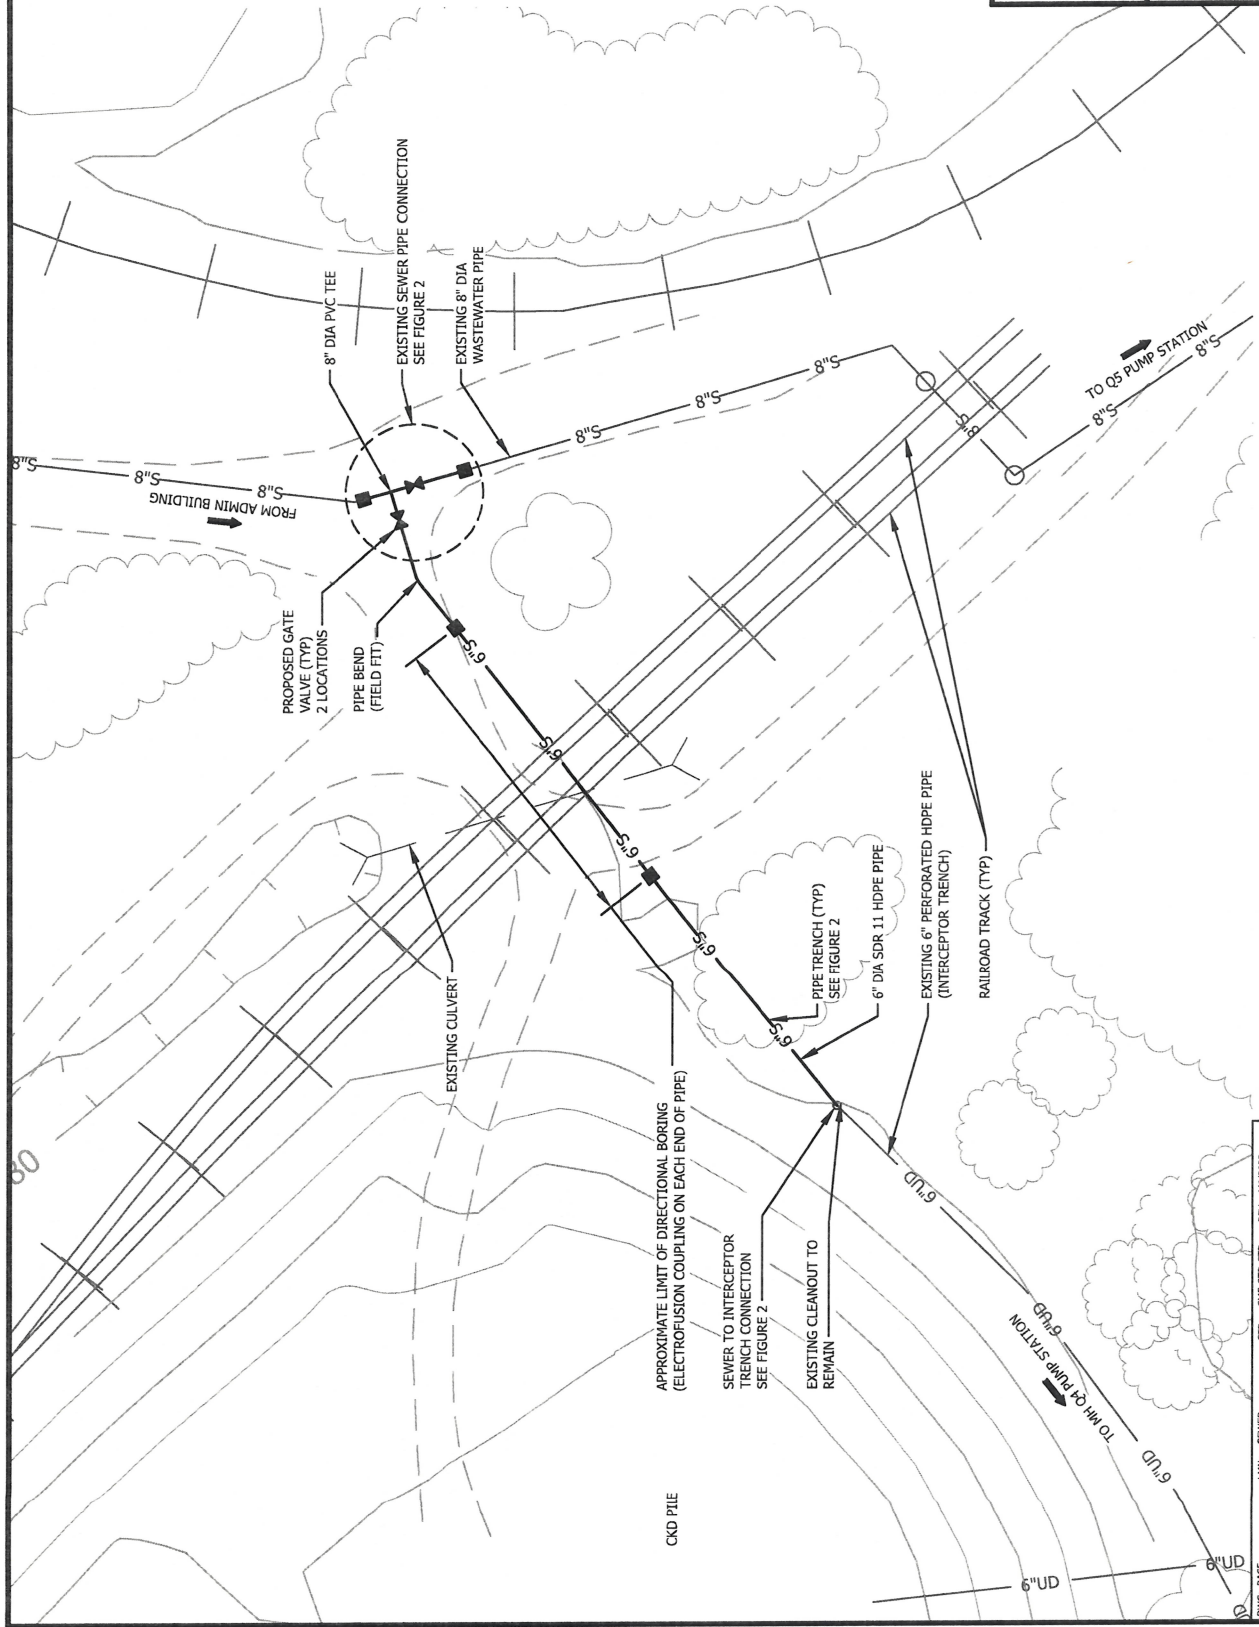 8" DIA PVC TEE
EXISTING SEWER PIPE CONNECTION
SEE FIGURE 2
EXISTING 8" DIA
WASTEWATER PIPE
8"S
8"S
8"S
FROM ADMIN BUILDING
8"S
8"S
8"S
8"S
8"S
8"S
TO Q5 PUMP STATION
PROPOSED GATE
VALVE (TYP)
2 LOCATIONS
PIPE BEND
(FIELD FIT)
6"S
6"S
6"S
6"S
6"S
EXISTING CULVERT
PIPE TRENCH (TYP)
SEE FIGURE 2
6" DIA SDR 11 HDPE PIPE
EXISTING 6" PERFORATED HDPE PIPE
(INTERCEPTOR TRENCH)
RAILROAD TRACK (TYP)
80
APPROXIMATE LIMIT OF DIRECTIONAL BORING
(ELECTROFUSION COUPLING ON EACH END OF PIPE)
SEWER TO INTERCEPTOR
TRENCH CONNECTION
SEE FIGURE 2
EXISTING CLEANOUT TO
REMAIN
6"UD
6"UD
TO MH Q4 PUMP STATION
6"UD
CKD PILE
6"UD
6"UD